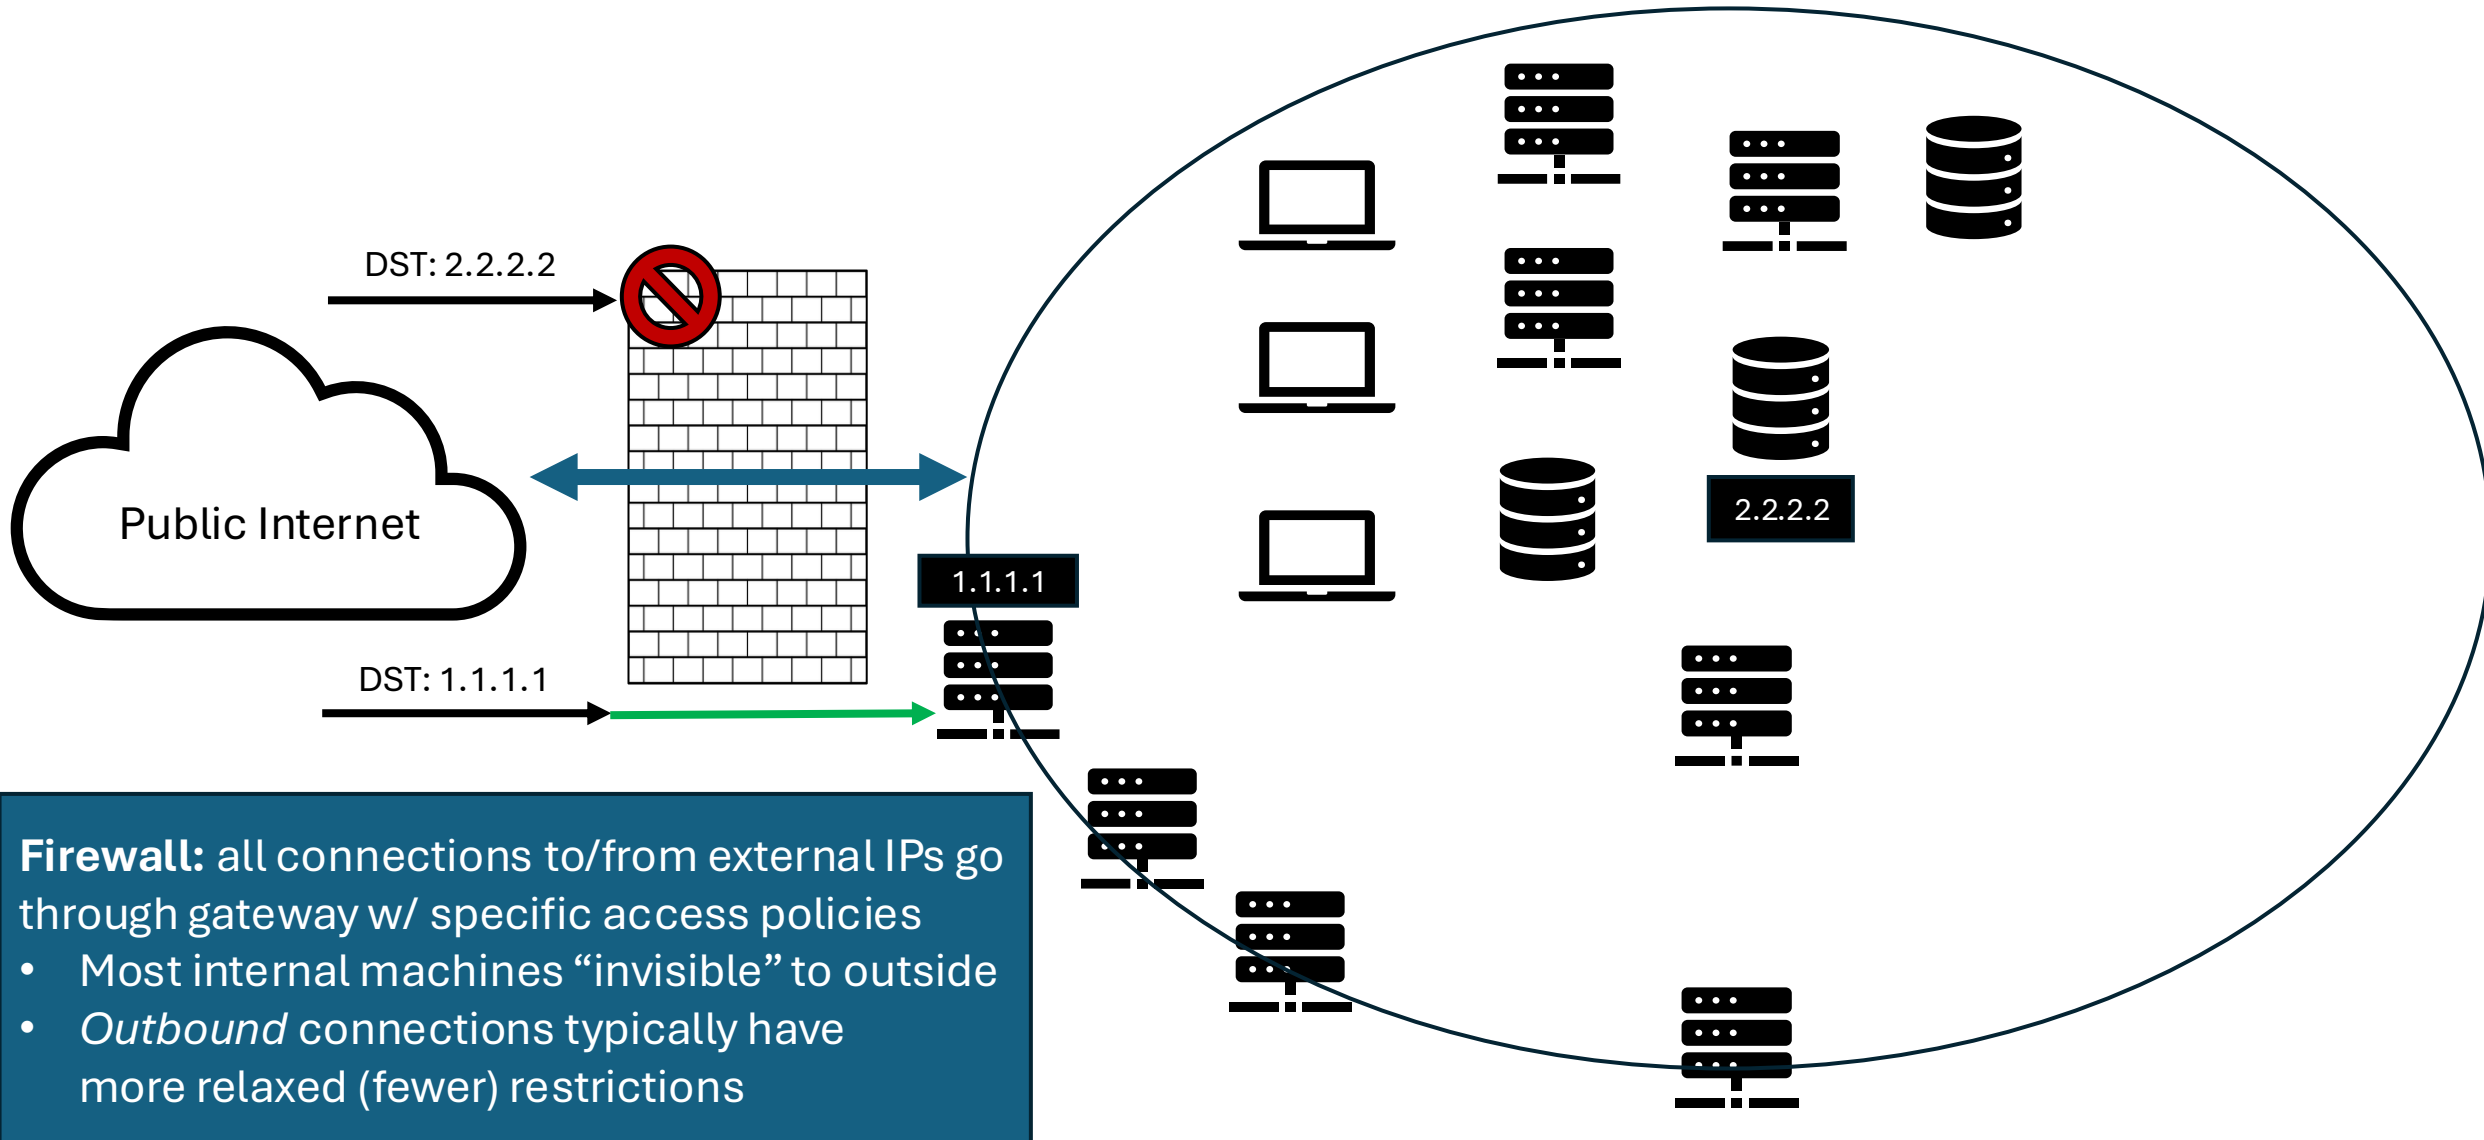 DST: 2.2.2.2
Public Internet
2.2.2.2
1.1.1.1
DST: 1.1.1.1
Firewall: all connections to/from external IPs go
through gateway w/ specific access policies
• Most internal machines “invisible” to outside
• Outbound connections typically have
more relaxed (fewer) restrictions